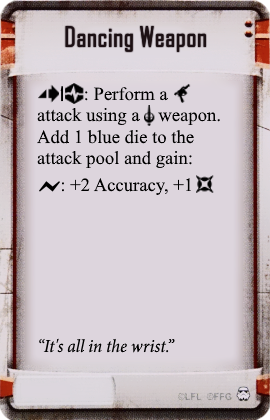 Dancing Weapon
: Perform a
attack using a weapon.
Add 1 blue die to the
attack pool and gain:
: +2 Accuracy, +1
“It's all in the wrist.”
©LFL ©FFG